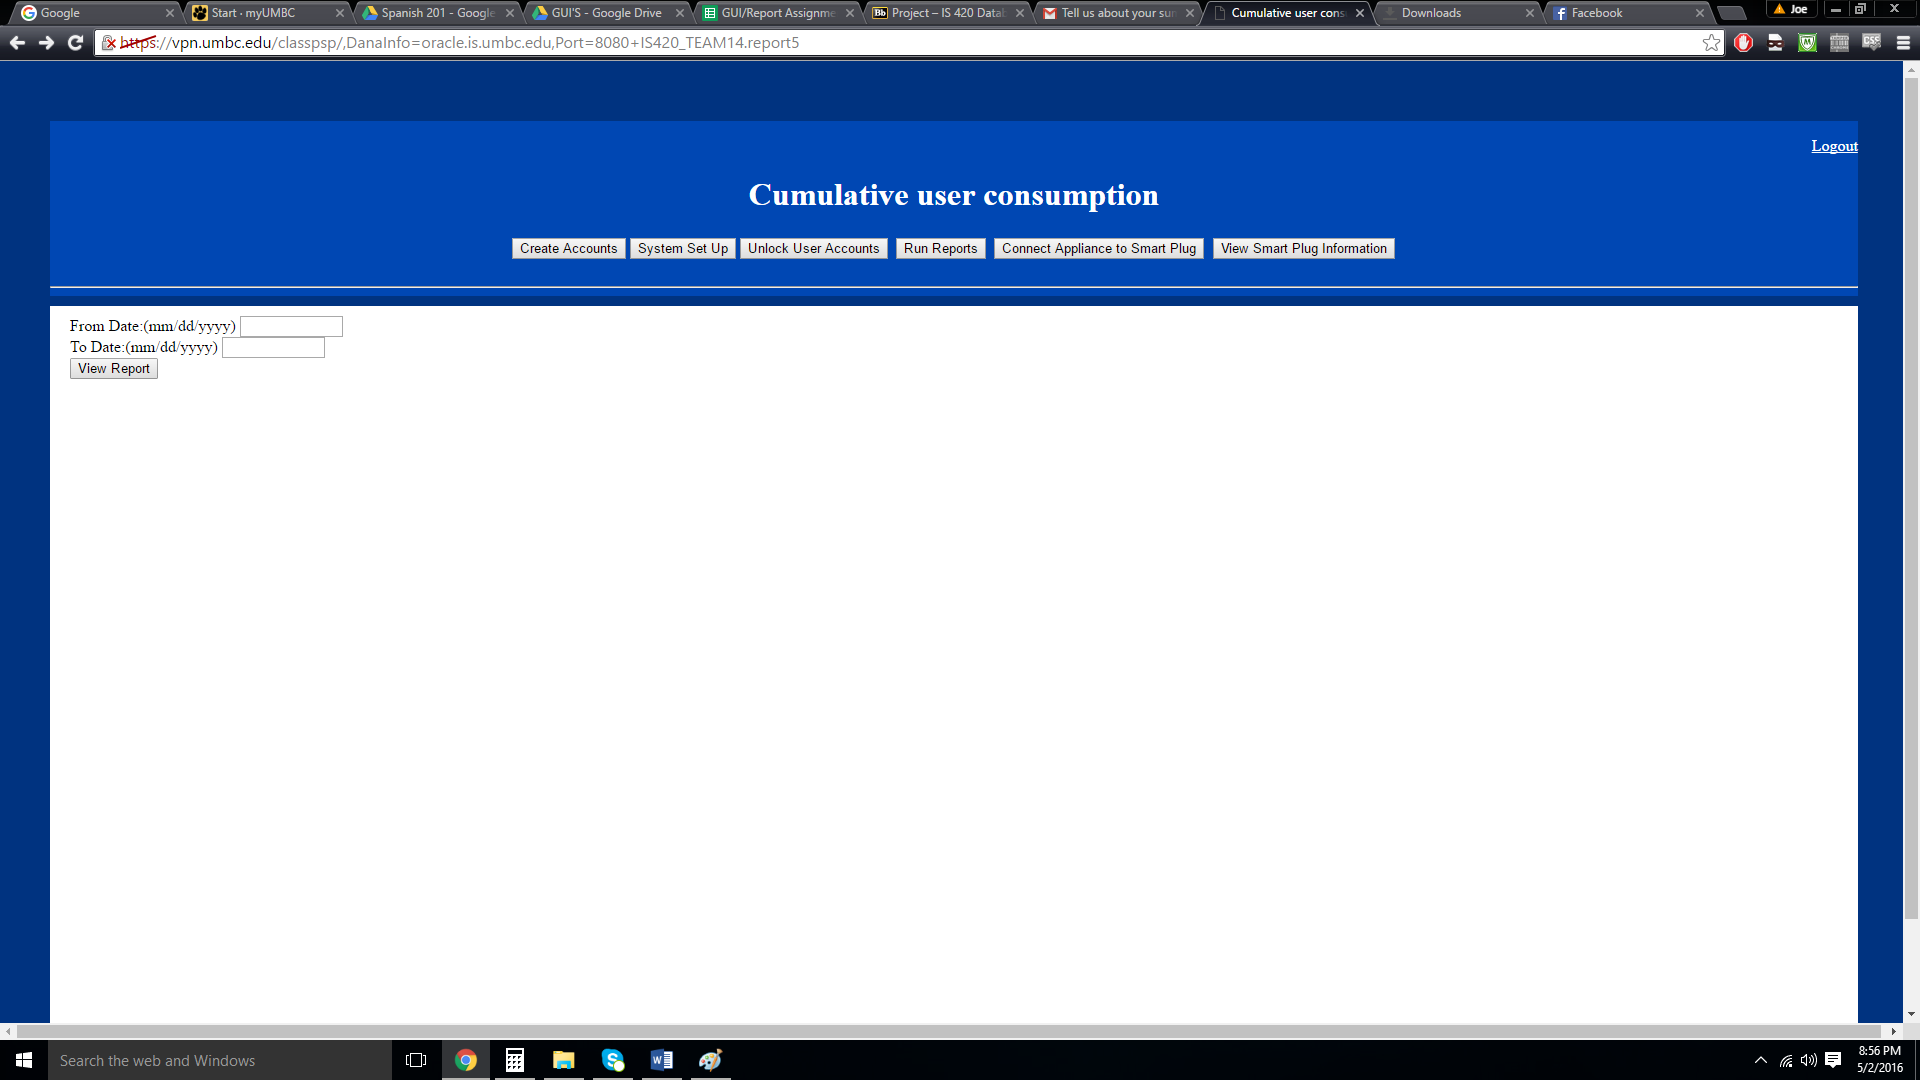 Google
Start · myUMBC
Spanish 201 - Google
GUI'S - Google Drive
GUI/Report Assignme
Bb Project – IS 420 Datab
Tell us about your sur
Cumulative user cons
Downloads
f Facebook
Joe
https://vpn.umbc.edu/classpsp/,DanaInfo=oracle.is.umbc.edu,Port=8080+IS420_TEAM14.report5
CSS
Logout
Cumulative user consumption
Create Accounts System Set Up Unlock User Accounts Run Reports Connect Appliance to Smart Plug View Smart Plug Information
From Date:(mm/dd/yyyy)
To Date:(mm/dd/yyyy)
View Report
Search the web and Windows
8:56 PM
5/2/2016